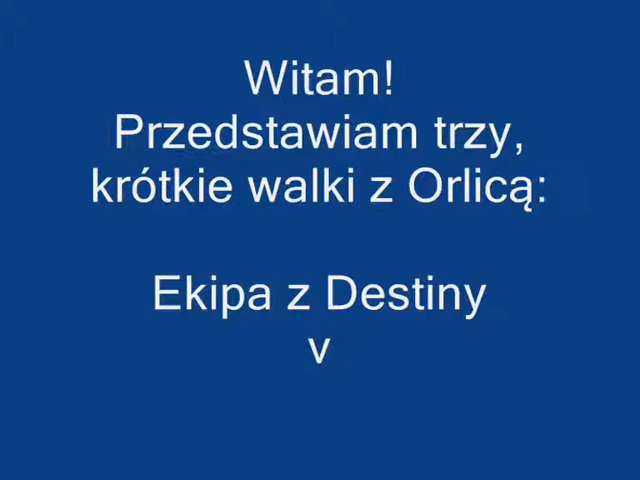 Witam!
Przedstawiam trzy,
krótkie walki z Orlicą:
Ekipa z Destiny
v